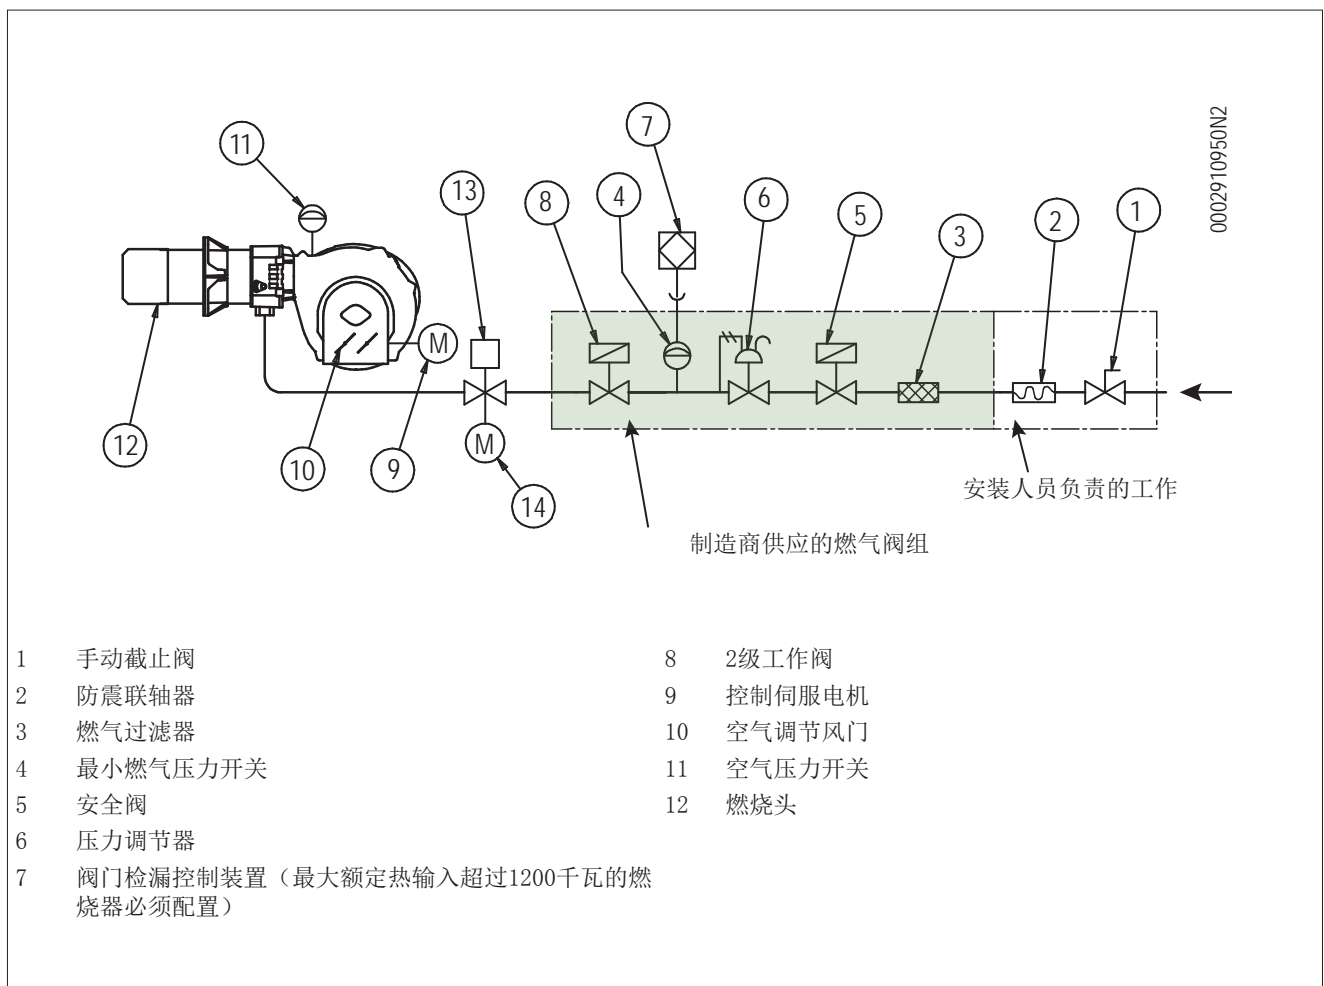 0002910950N2
11
7
13
8
4
6
5
3
2
1
M
12
10
9
M
14
安装人员负责的工作
制造商供应的燃气阀组
1 手动截止阀
2 防震联轴器
3 燃气过滤器
4 最小燃气压力开关
5 安全阀
6 压力调节器
7 阀门检漏控制装置（最大额定热输入超过1200千瓦的燃
烧器必须配置）
8 2级工作阀
9 控制伺服电机
10 空气调节风门
11 空气压力开关
12 燃烧头